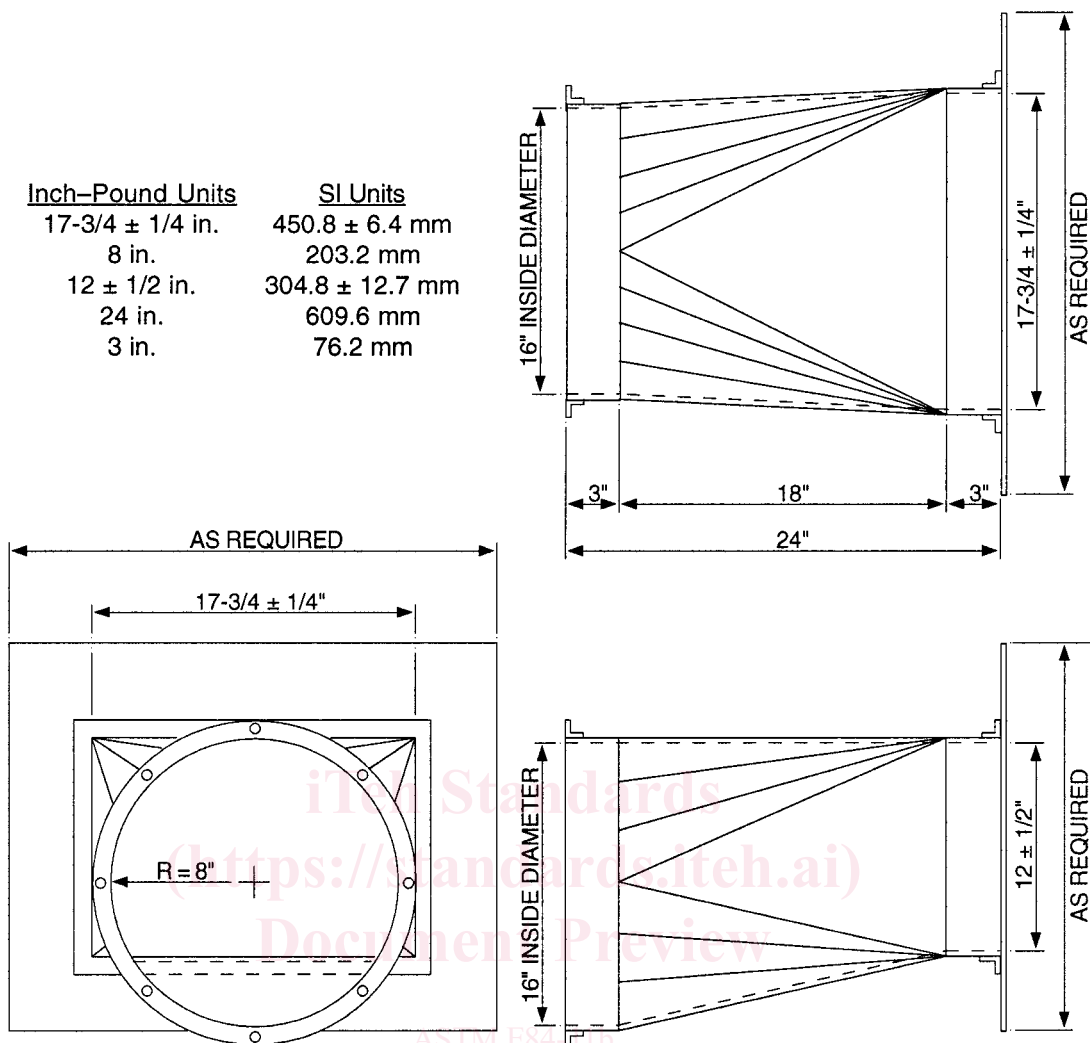 Inch–Pound Units SI Units
17-3/4 ± 1/4 in. 450.8 ± 6.4 mm
8 in. 203.2 mm
12 ± 1/2 in. 304.8 ± 12.7 mm
24 in. 609.6 mm
3 in. 76.2 mm
16" INSIDE DIAMETER
17-3/4 ± 1/4"
AS REQUIRED
3" 18" 3"
24"
AS REQUIRED
17-3/4 ± 1/4"
R = 8"
16" INSIDE DIAMETER
12 ± 1/2"
AS REQUIRED
iTeh Standards
(https://standards.iteh.ai)
Document Preview